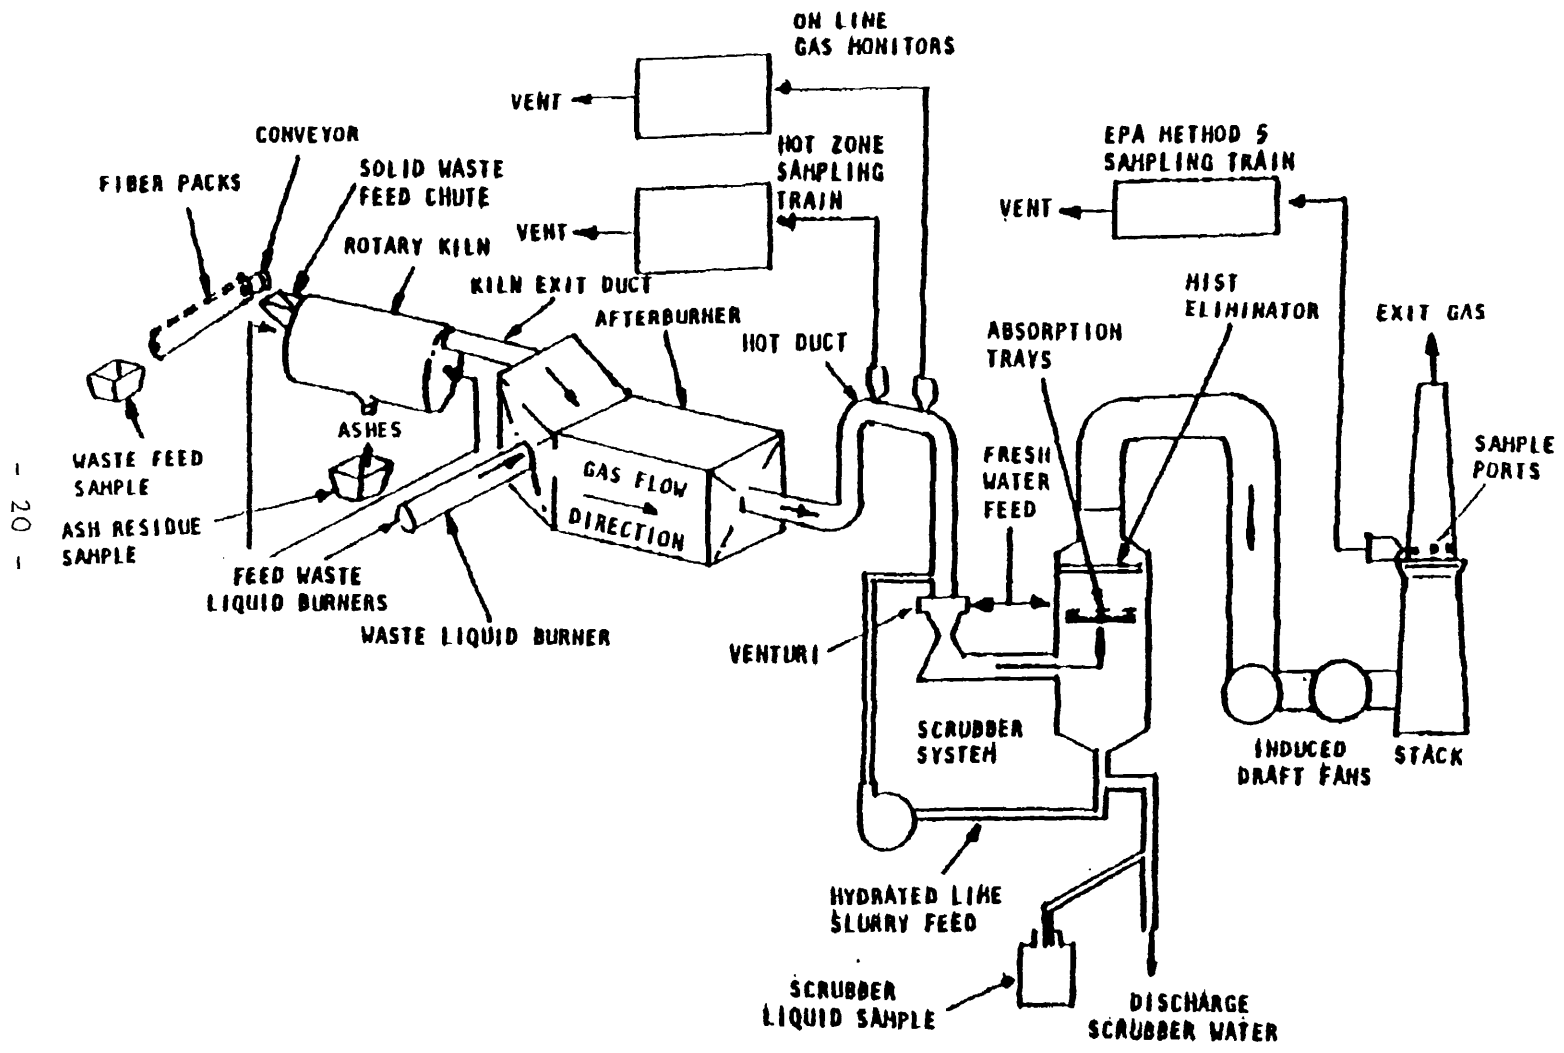 ON LINE
GAS MONITORS
VENT
CONVEYOR
EPA METHOD 5
SAMPLING TRAIN
HOT ZONE
SAMPLING
TRAIN
SOLID WASTE
FEED CHUTE
FIBER PACKS
VENT
VENT
ROTARY KILN
KILN EXIT DUCT
MIST
ELIMINATOR
AFTERBURNER
EXIT GAS
ABSORPTION
TRAYS
HOT DUCT
ASHES
SAMPLE
PORTS
WASTE FEED
SAMPLE
FRESH
WATER
FEED
GAS FLOW
DIRECTION
- 20 -
ASH RESIDUE
SAMPLE
FEED WASTE
LIQUID BURNERS
WASTE LIQUID BURNER
VENTURI
SCRUBBER
SYSTEM
INDUCED
DRAFT FANS
STACK
HYDRATED LIME
SLURRY FEED
SCRUBBER
LIQUID SAMPLE
DISCHARGE
SCRUBBER WATER